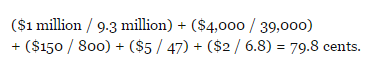 ($1 million / 9.3 million) + ($4,000 / 39,000)
+ ($150 / 800) + ($5 / 47) + ($2 / 6.8) = 79.8 cents.